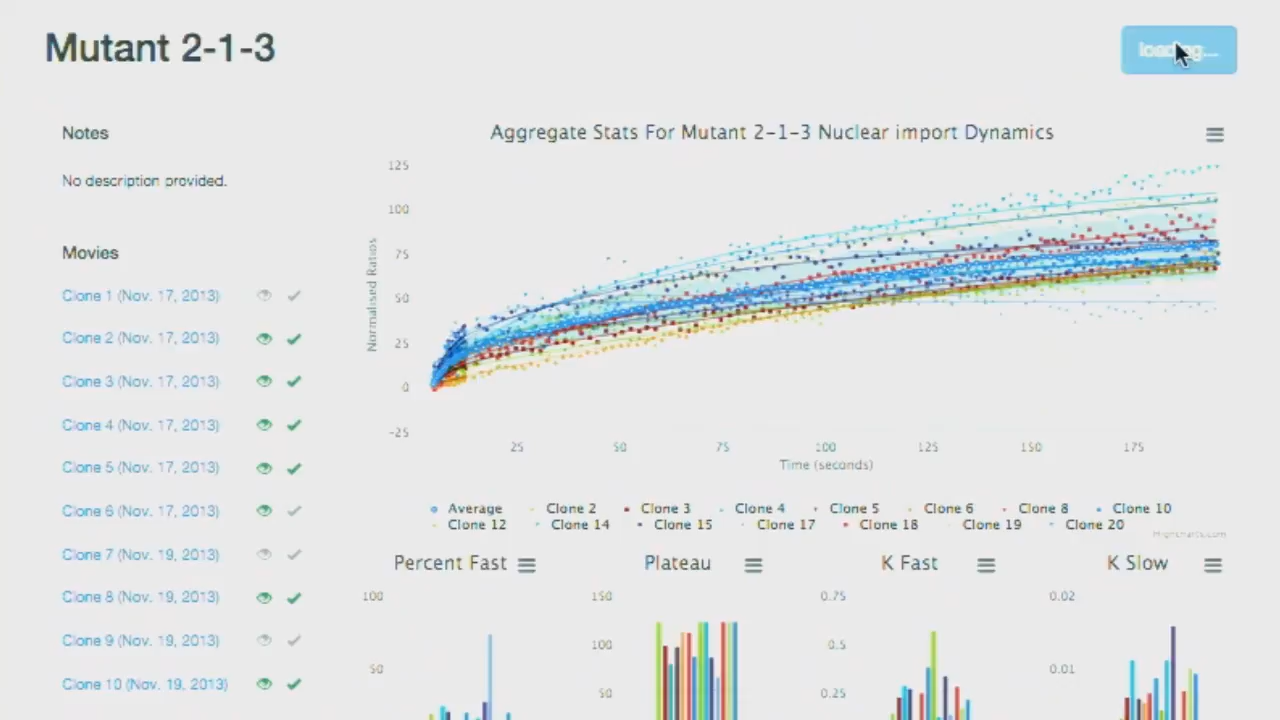 Mutant 2-1-3
loading...
Notes
No description provided.
Movies
Clone 1 (Nov. 17, 2013)
Clone 2 (Nov. 17, 2013)
Clone 3 (Nov. 17, 2013)
Clone 4 (Nov. 17, 2013)
Clone 5 (Nov. 17, 2013)
Clone 6 (Nov. 17, 2013)
Clone 7 (Nov. 19, 2013)
Clone 8 (Nov. 19, 2013)
Clone 9 (Nov. 19, 2013)
Clone 10 (Nov. 19, 2013)
Aggregate Stats For Mutant 2-1-3 Nuclear import Dynamics
Normalised Ratios
125
100
75
50
25
0
-25
25 50 75 100 125 150 175
Time (seconds)
Average Clone 2 Clone 3 Clone 4 Clone 5 Clone 6 Clone 8 Clone 10
Clone 12 Clone 14 Clone 15 Clone 17 Clone 18 Clone 19 Clone 20
Highcharts.com
Percent Fast
100
50
Plateau
150
100
50
K Fast
0.75
0.5
0.25
K Slow
0.02
0.01